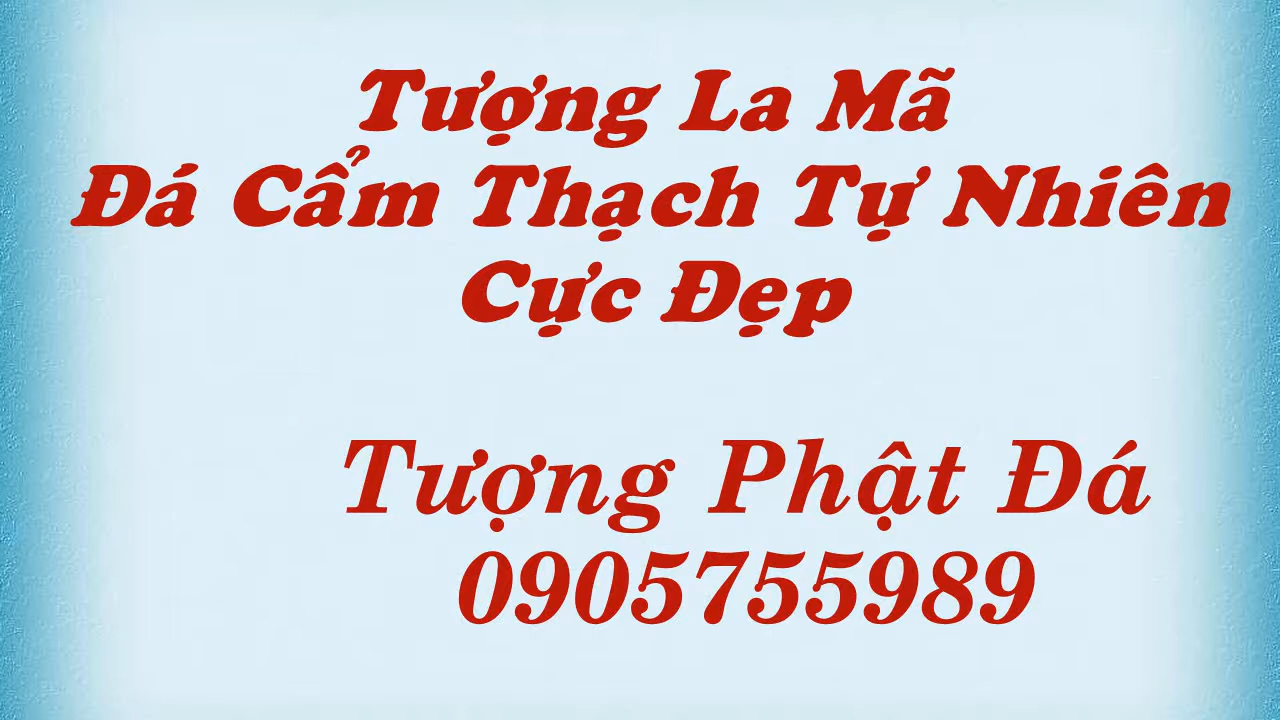 Tượng La Mã
Đá Cẩm Thạch Tự Nhiên
Cực Đẹp
Tượng Phật Đá
0905755989